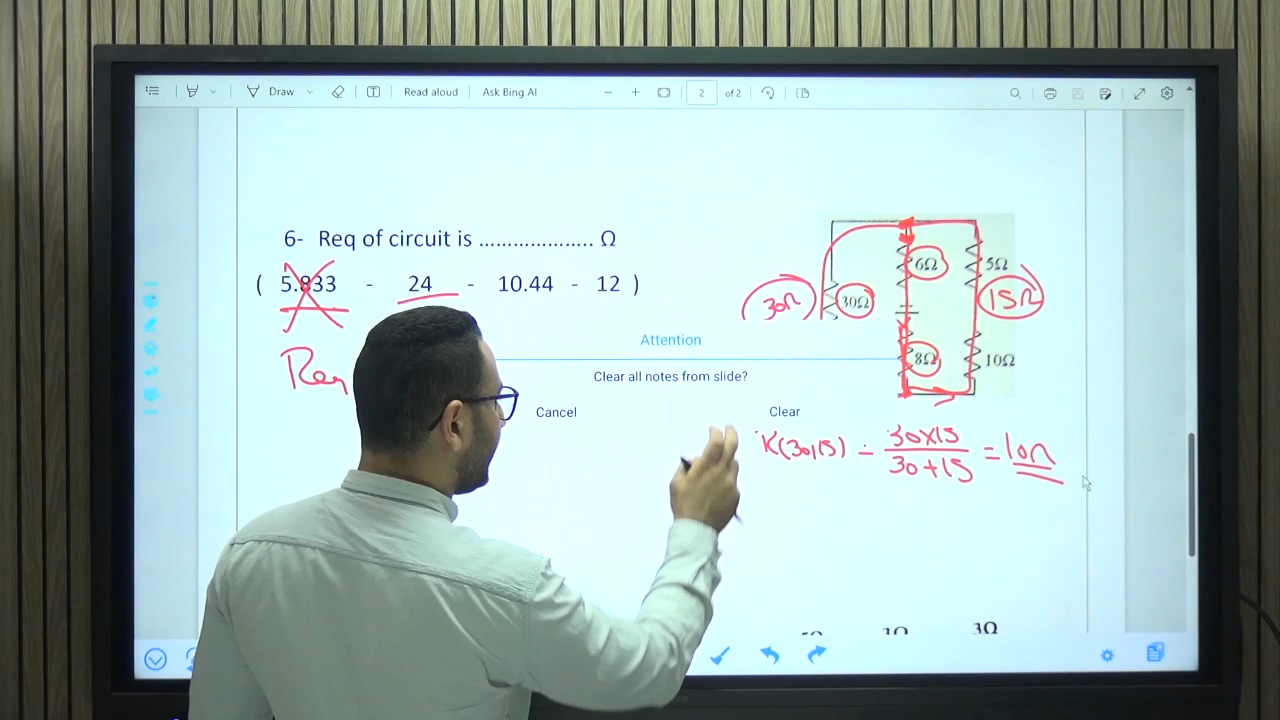 Draw
Read aloud
Ask Bing AI
2
of 2
6- Req of circuit is .................... Ω
( 5.833 - 24 - 10.44 - 12 )
6Ω
5Ω
30Ω
30Ω
15Ω
8Ω
10Ω
Req
Attention
Clear all notes from slide?
Cancel
Clear
(30,15) = 30×15 / 30+15 = 10Ω
3Ω
3Ω